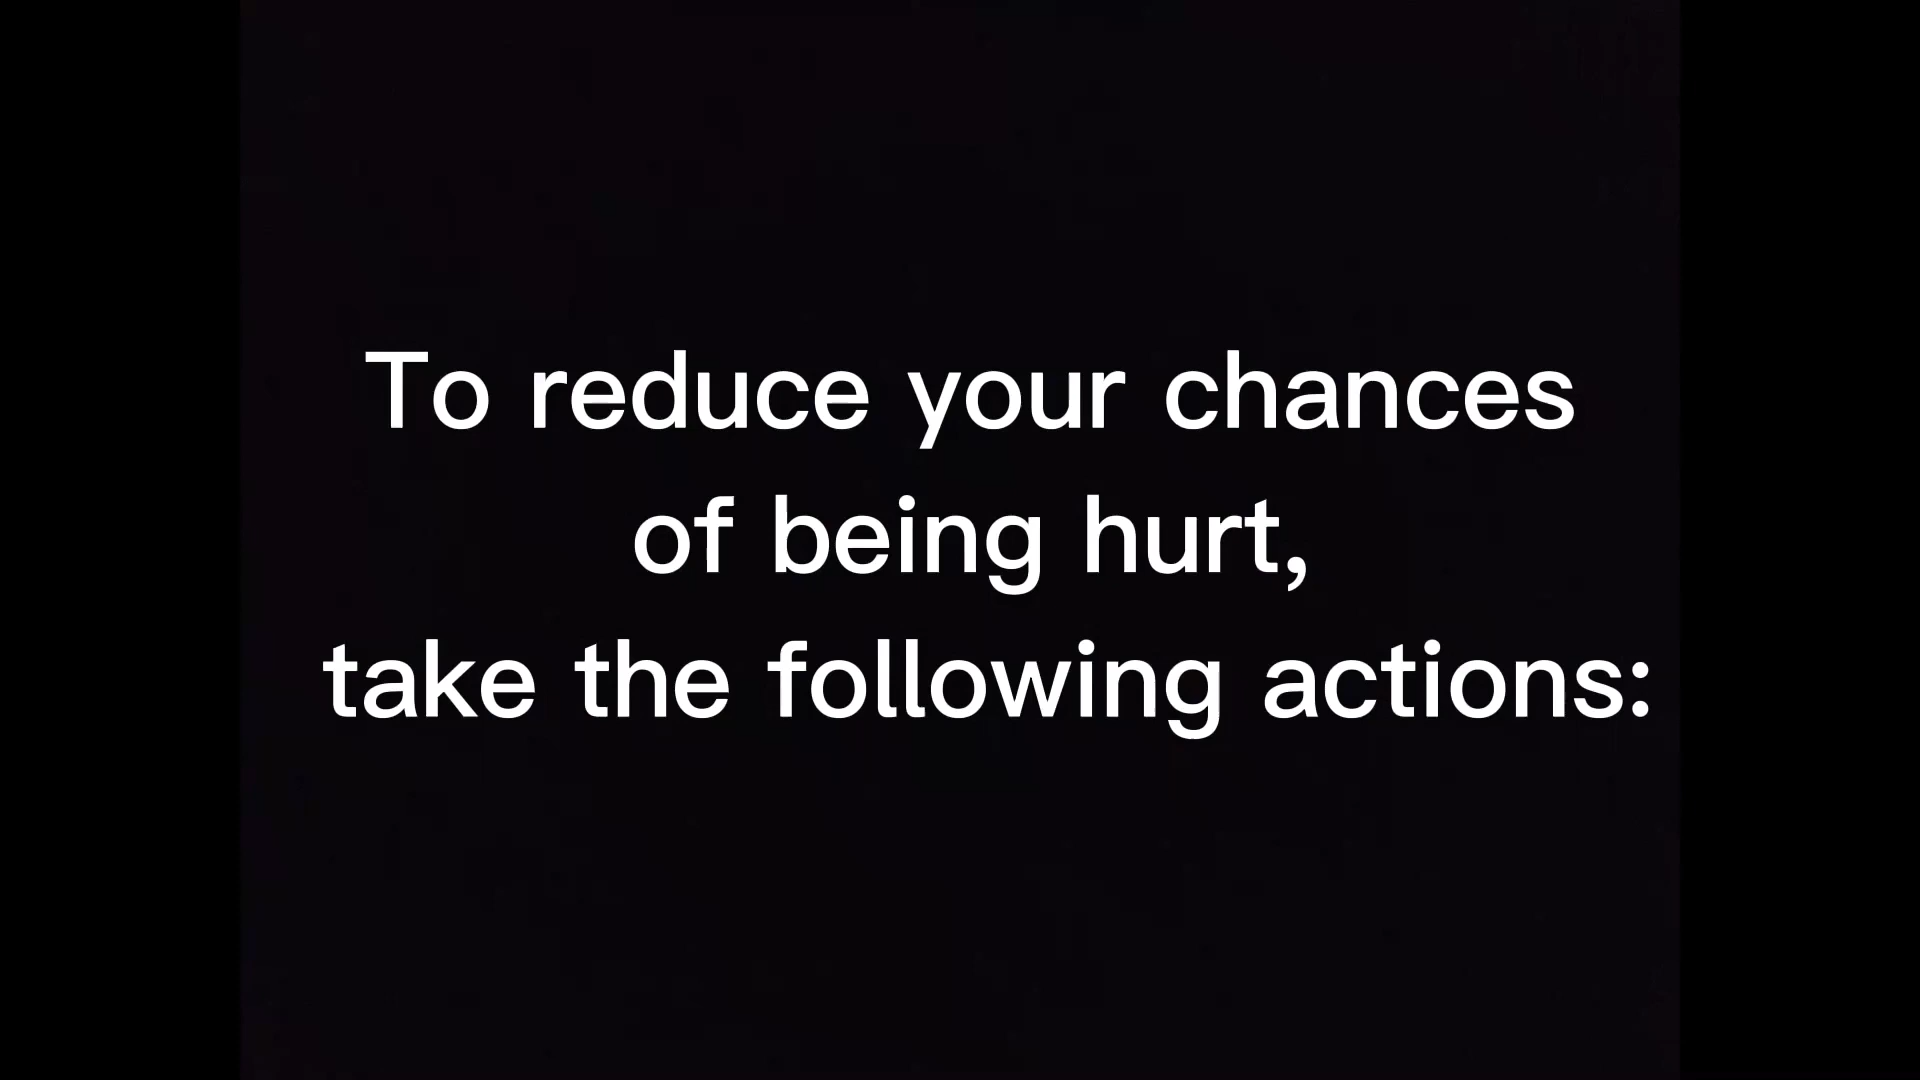 To reduce your chances
of being hurt,
take the following actions: